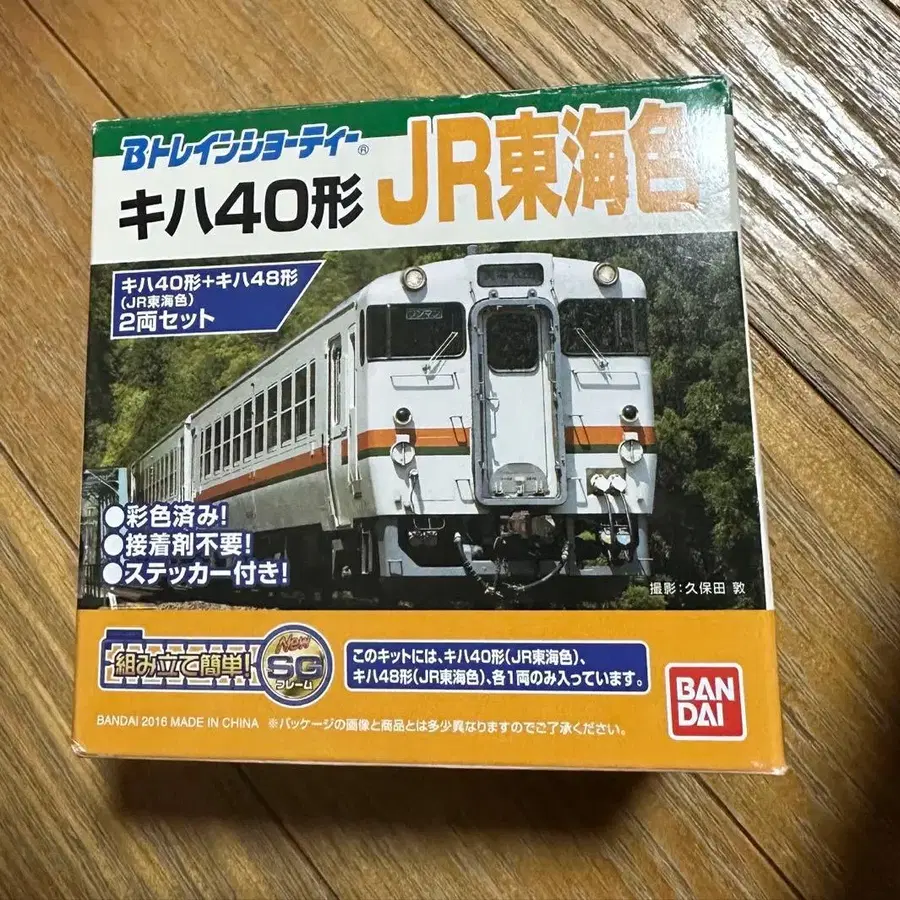 Bトレインショーティー®
キハ40形 JR東海色
キハ40形+キハ48形
(JR東海色)
2両セット
ワンマン
●彩色済み!
●接着剤不要!
●ステッカー付き!
撮影:久保田 敦
組み立て簡単!
New
SG
フレーム
このキットには、キハ40形(JR東海色)、
キハ48形(JR東海色)、各1両のみ入っています。
BAN
DAI
BANDAI 2016 MADE IN CHINA ※パッケージの画像と商品とは多少異なりますのでご了承ください。